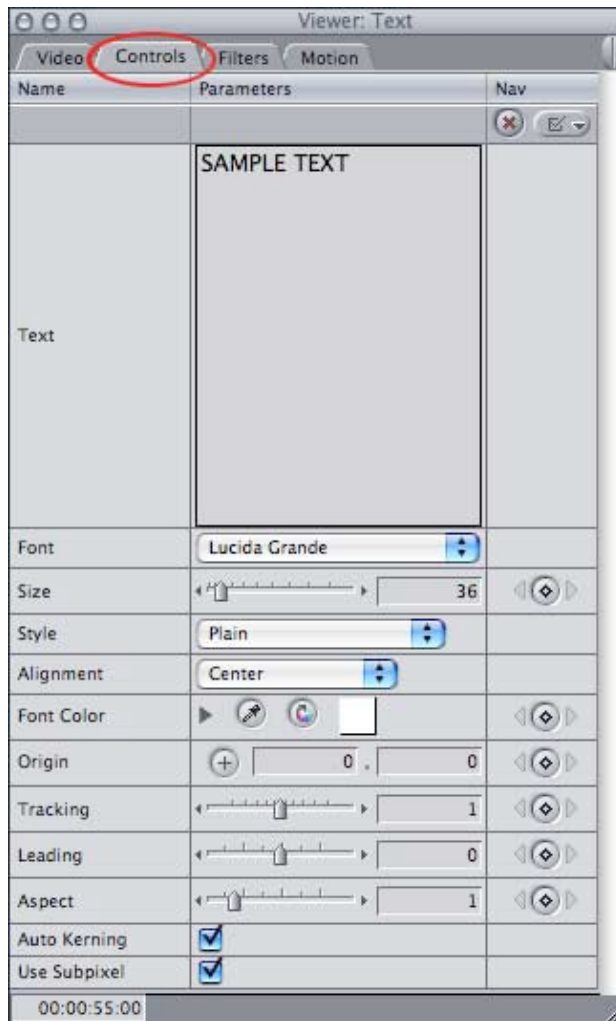 Viewer: Text
Video Controls Filters Motion
Name Parameters Nav
SAMPLE TEXT
Text
Font Lucida Grande
Size 36
Style Plain
Alignment Center
Font Color
Origin 0 , 0
Tracking 1
Leading 0
Aspect 1
Auto Kerning
Use Subpixel
00:00:55:00